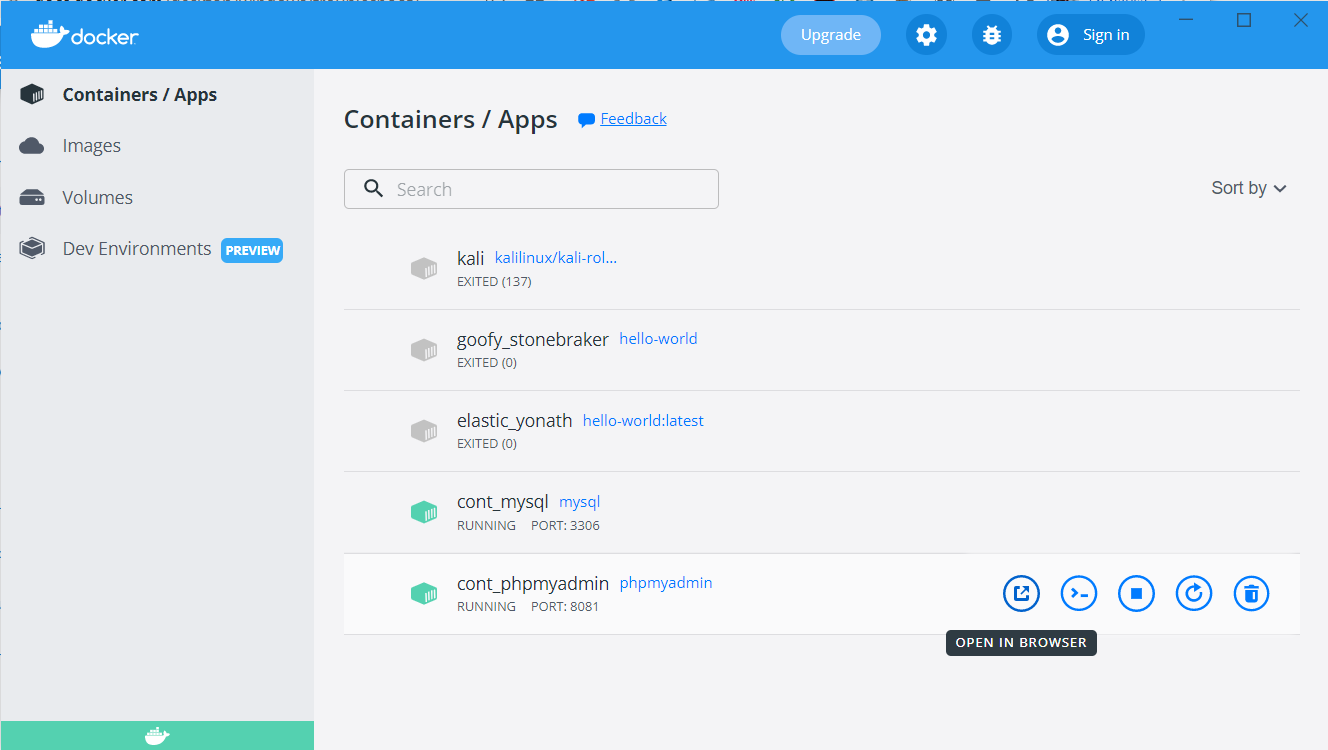 docker
Upgrade
Sign in
Containers / Apps
Images
Volumes
Dev Environments PREVIEW
Containers / Apps Feedback
Search
Sort by
kali kalilinux/kali-rol...
EXITED (137)
goofy_stonebraker hello-world
EXITED (0)
elastic_yonath hello-world:latest
EXITED (0)
cont_mysql mysql
RUNNING PORT: 3306
cont_phpmyadmin phpmyadmin
RUNNING PORT: 8081
OPEN IN BROWSER